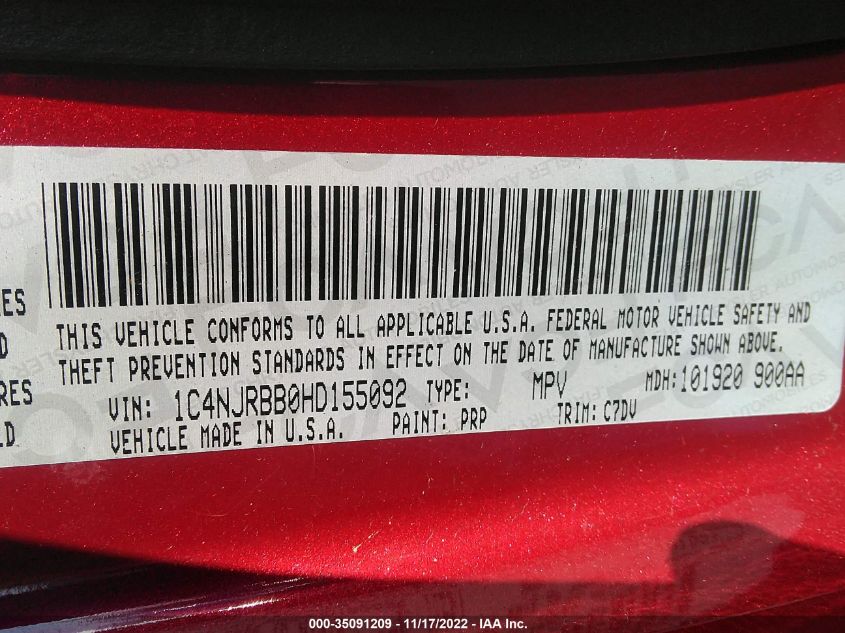 THIS VEHICLE CONFORMS TO ALL APPLICABLE U.S.A. FEDERAL MOTOR VEHICLE SAFETY AND
THEFT PREVENTION STANDARDS IN EFFECT ON THE DATE OF MANUFACTURE SHOWN ABOVE.
VIN: 1C4NJRBB0HD155092 TYPE: MPV MDH:101920 900AA
VEHICLE MADE IN U.S.A. PAINT: PRP TRIM: C7DV
000-35091209 - 11/17/2022 - IAA Inc.